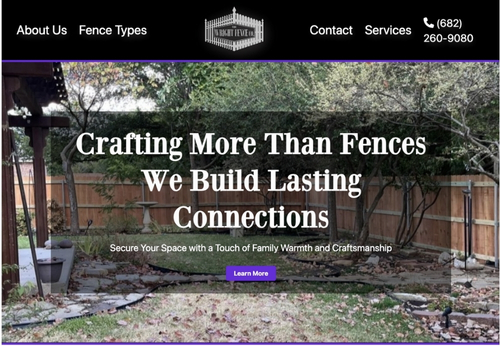 About Us
Fence Types
THE
WRIGHT FENCE CO.
Contact
Services
(682)
260-9080
Crafting More Than Fences
We Build Lasting
Connections
Secure Your Space with a Touch of Family Warmth and Craftsmanship
Learn More